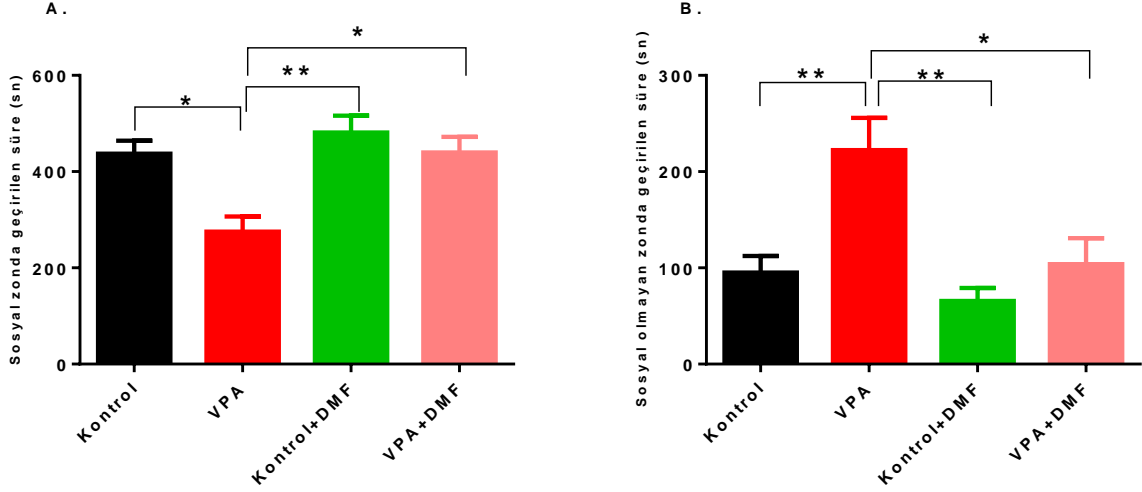 A.
Sosyal zonda geçirilen süre (sn)
600
400
200
0
*
**
*
Kontrol
VPA
Kontrol+DMF
VPA+DMF
B.
Sosyal olmayan zonda geçirilen süre (sn)
300
200
100
0
**
**
*
Kontrol
VPA
Kontrol+DMF
VPA+DMF